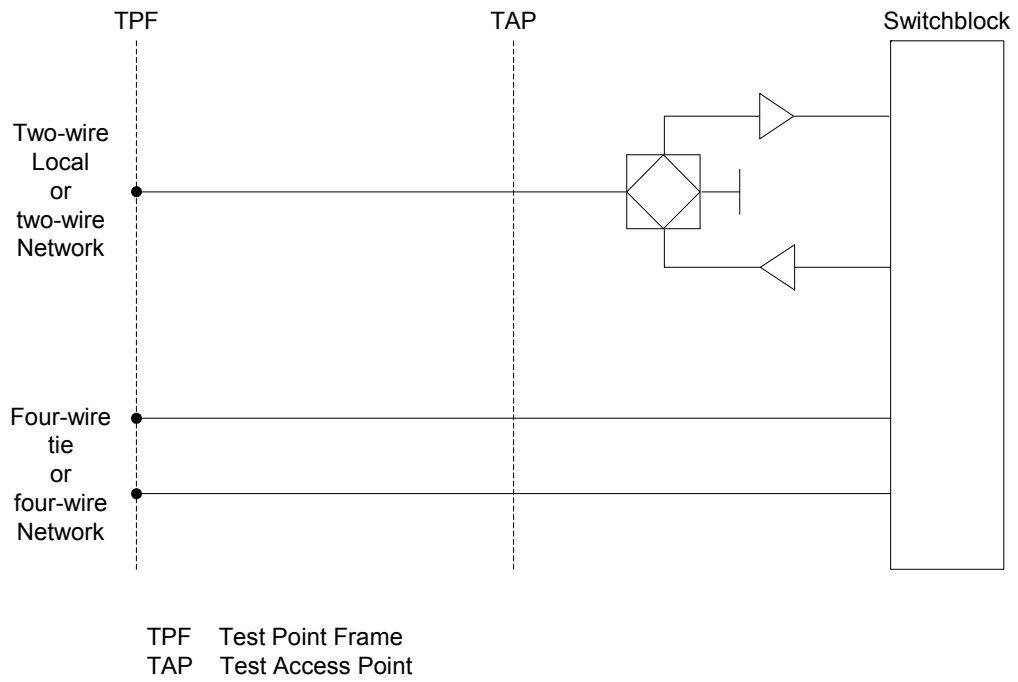 TPF
TAP
Switchblock
Two-wire
Local
or
two-wire
Network
Four-wire
tie
or
four-wire
Network
TPF Test Point Frame
TAP Test Access Point